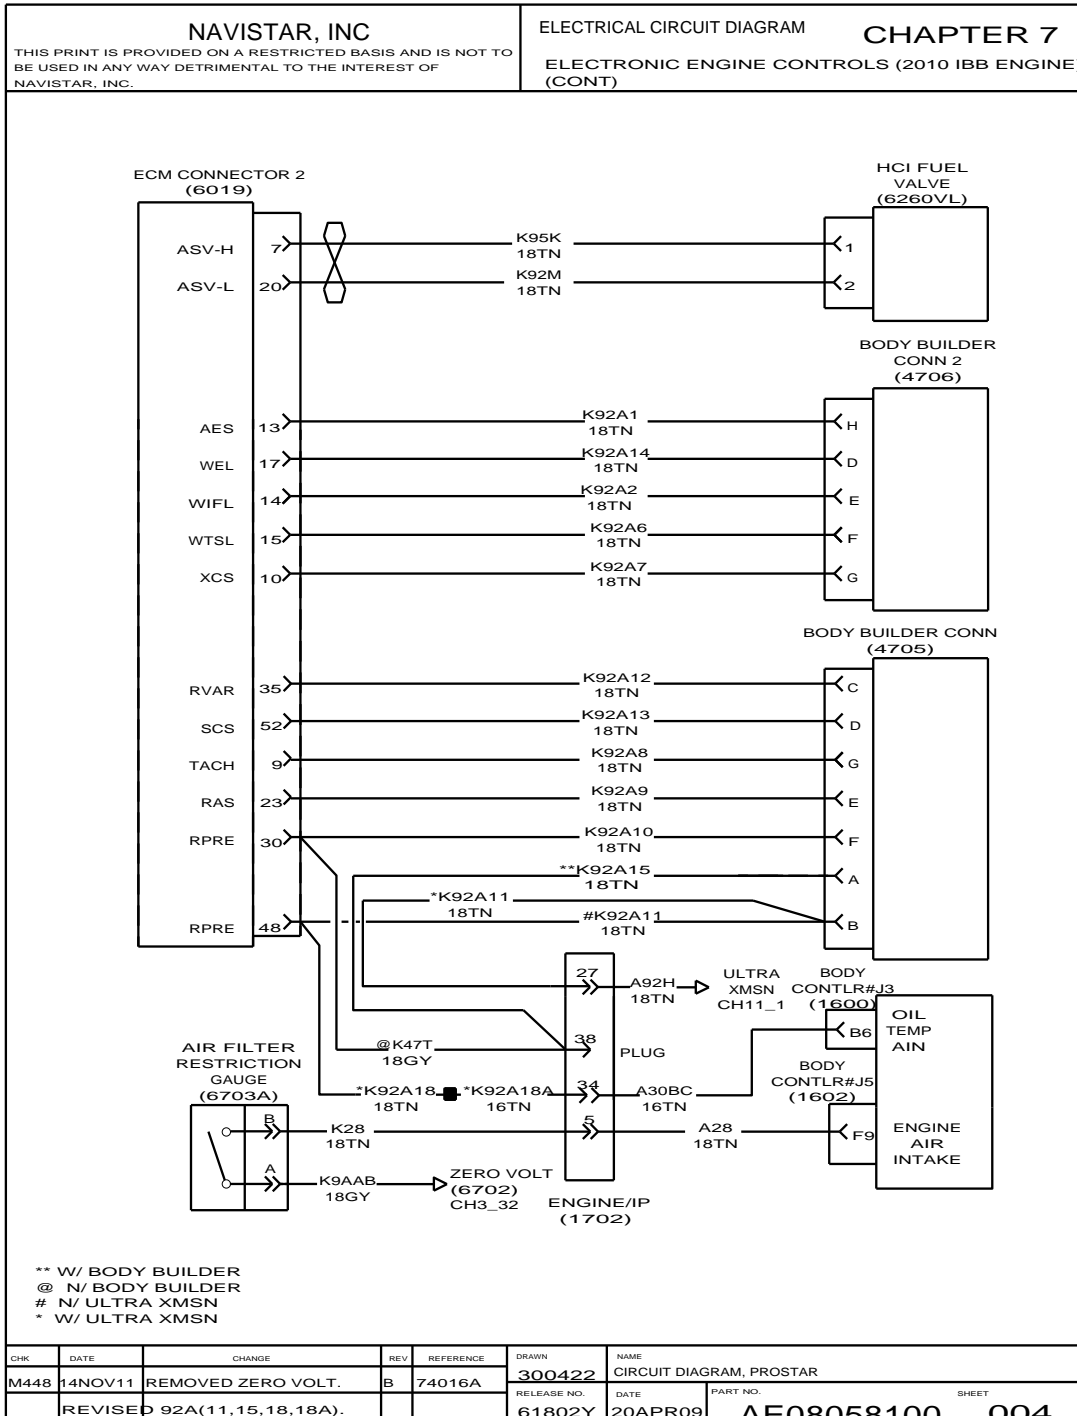 NAVISTAR, INC
THIS PRINT IS PROVIDED ON A RESTRICTED BASIS AND IS NOT TO
BE USED IN ANY WAY DETRIMENTAL TO THE INTEREST OF
NAVISTAR, INC.
ELECTRICAL CIRCUIT DIAGRAM
CHAPTER 7
ELECTRONIC ENGINE CONTROLS (2010 IBB ENGINE)
(CONT)
ECM CONNECTOR 2
(6019)
HCI FUEL
VALVE
(6260VL)
ASV-H 7 K95K 18TN 1
ASV-L 20 K92M 18TN 2
BODY BUILDER
CONN 2
(4706)
AES 13 K92A1 18TN H
WEL 17 K92A14 18TN D
WIFL 14 K92A2 18TN E
WTSL 15 K92A6 18TN F
XCS 10 K92A7 18TN G
BODY BUILDER CONN
(4705)
RVAR 35 K92A12 18TN C
SCS 52 K92A13 18TN D
TACH 9 K92A8 18TN G
RAS 23 K92A9 18TN E
RPRE 30 K92A10 18TN F
**K92A15 18TN A
*K92A11 18TN
RPRE 48 #K92A11 18TN B
27 A92H 18TN
ULTRA
XMSN
CH11_1
BODY
CONTLR#J3
(1600)
B6
OIL
TEMP
AIN
@K47T 18GY 38 PLUG
*K92A18 18TN *K92A18A 16TN 34 A30BC 16TN
BODY
CONTLR#J5
(1602)
AIR FILTER
RESTRICTION
GAUGE
(6703A)
B K28 18TN 5 A28 18TN F9
ENGINE
AIR
INTAKE
A K9AAB 18GY
ZERO VOLT
(6702)
CH3_32
ENGINE/IP
(1702)
** W/ BODY BUILDER
@ N/ BODY BUILDER
# N/ ULTRA XMSN
* W/ ULTRA XMSN
CHK DATE CHANGE REV REFERENCE DRAWN NAME
M448 14NOV11 REMOVED ZERO VOLT. B 74016A 300422 CIRCUIT DIAGRAM, PROSTAR
RELEASE NO. DATE PART NO. SHEET
REVISED 92A(11,15,18,18A). 61802Y 20APR09 AE08058100 004